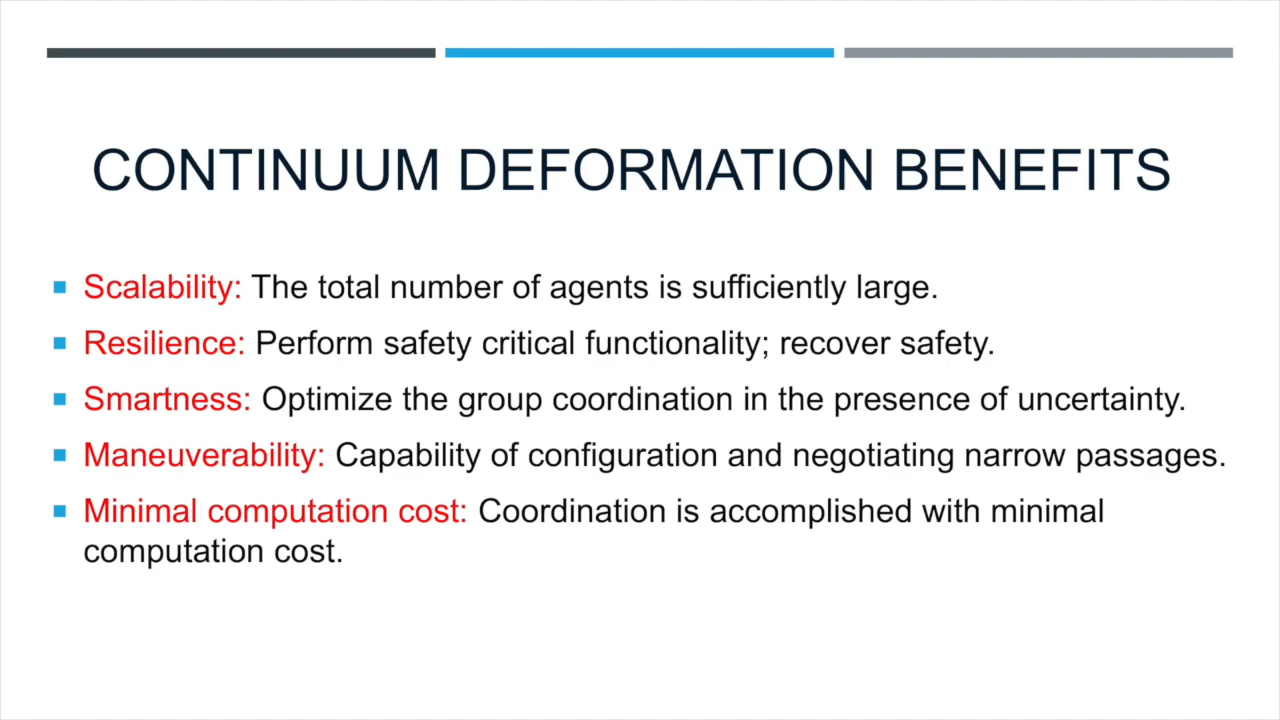 CONTINUUM DEFORMATION BENEFITS
Scalability: The total number of agents is sufficiently large.
Resilience: Perform safety critical functionality; recover safety.
Smartness: Optimize the group coordination in the presence of uncertainty.
Maneuverability: Capability of configuration and negotiating narrow passages.
Minimal computation cost: Coordination is accomplished with minimal
computation cost.